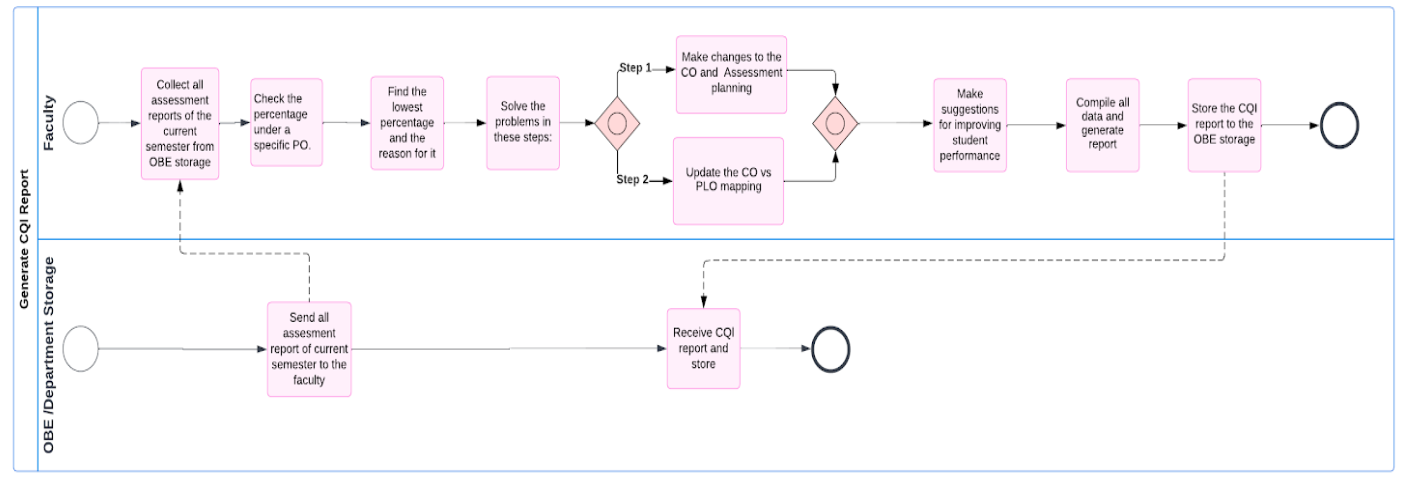 Generate CQI Report
Faculty
Collect all
assessment
reports of the
current
semester from
OBE storage
Check the
percentage
under a
specific PO.
Find the
lowest
percentage
and the
reason for it
Solve the
problems in
these steps:
Step 1
Make changes to the
CO and Assessment
planning
Step 2
Update the CO vs
PLO mapping
Make
suggestions
for improving
student
performance
Compile all
data and
generate
report
Store the CQI
report to the
OBE storage
OBE /Department Storage
Send all
assesment
report of current
semester to the
faculty
Receive CQI
report and
store